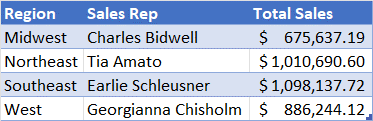 Region Sales Rep Total Sales
Midwest Charles Bidwell $ 675,637.19
Northeast Tia Amato $ 1,010,690.60
Southeast Earlie Schleusner $ 1,098,137.72
West Georgianna Chisholm $ 886,244.12